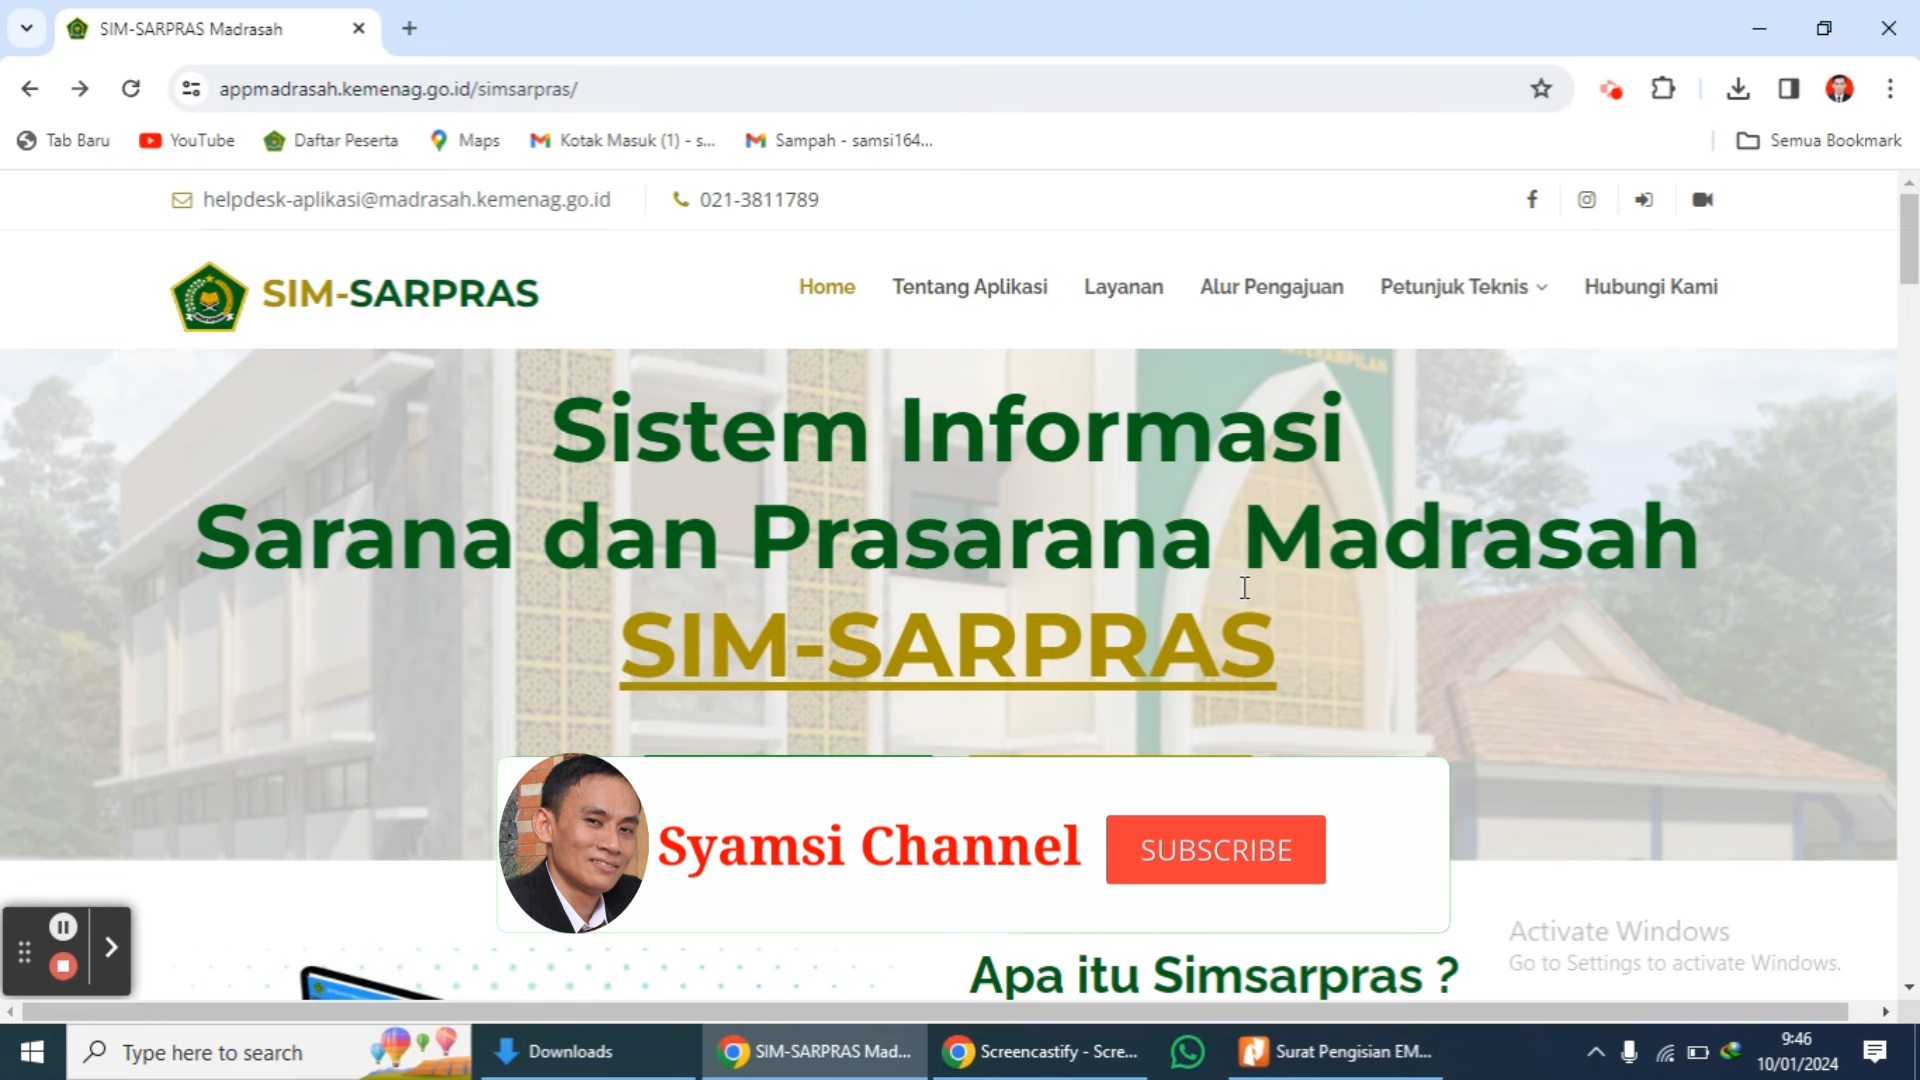 SIM-SARPRAS Madrasah
appmadrasah.kemenag.go.id/simsarpras/
Tab Baru
YouTube
Daftar Peserta
Maps
Kotak Masuk (1) - s...
Sampah - samsi164...
Semua Bookmark
helpdesk-aplikasi@madrasah.kemenag.go.id
021-3811789
SIM-SARPRAS
Home
Tentang Aplikasi
Layanan
Alur Pengajuan
Petunjuk Teknis
Hubungi Kami
Sistem Informasi
Sarana dan Prasarana Madrasah
SIM-SARPRAS
Syamsi Channel
SUBSCRIBE
Activate Windows
Go to Settings to activate Windows.
Apa itu Simsarpras ?
Type here to search
Downloads
SIM-SARPRAS Mad...
Screencastify - Scre...
Surat Pengisian EM...
9:46
10/01/2024